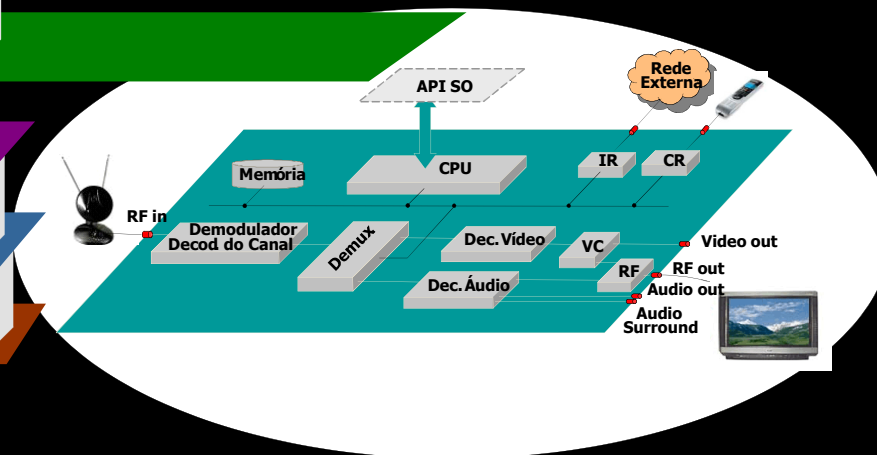 Rede
Externa
API SO
IR
CR
CPU
Memória
RF in
Demodulador
Decod do Canal
Demux
Dec. Vídeo
VC
Video out
RF
RF out
Dec. Áudio
Audio out
Audio
Surround